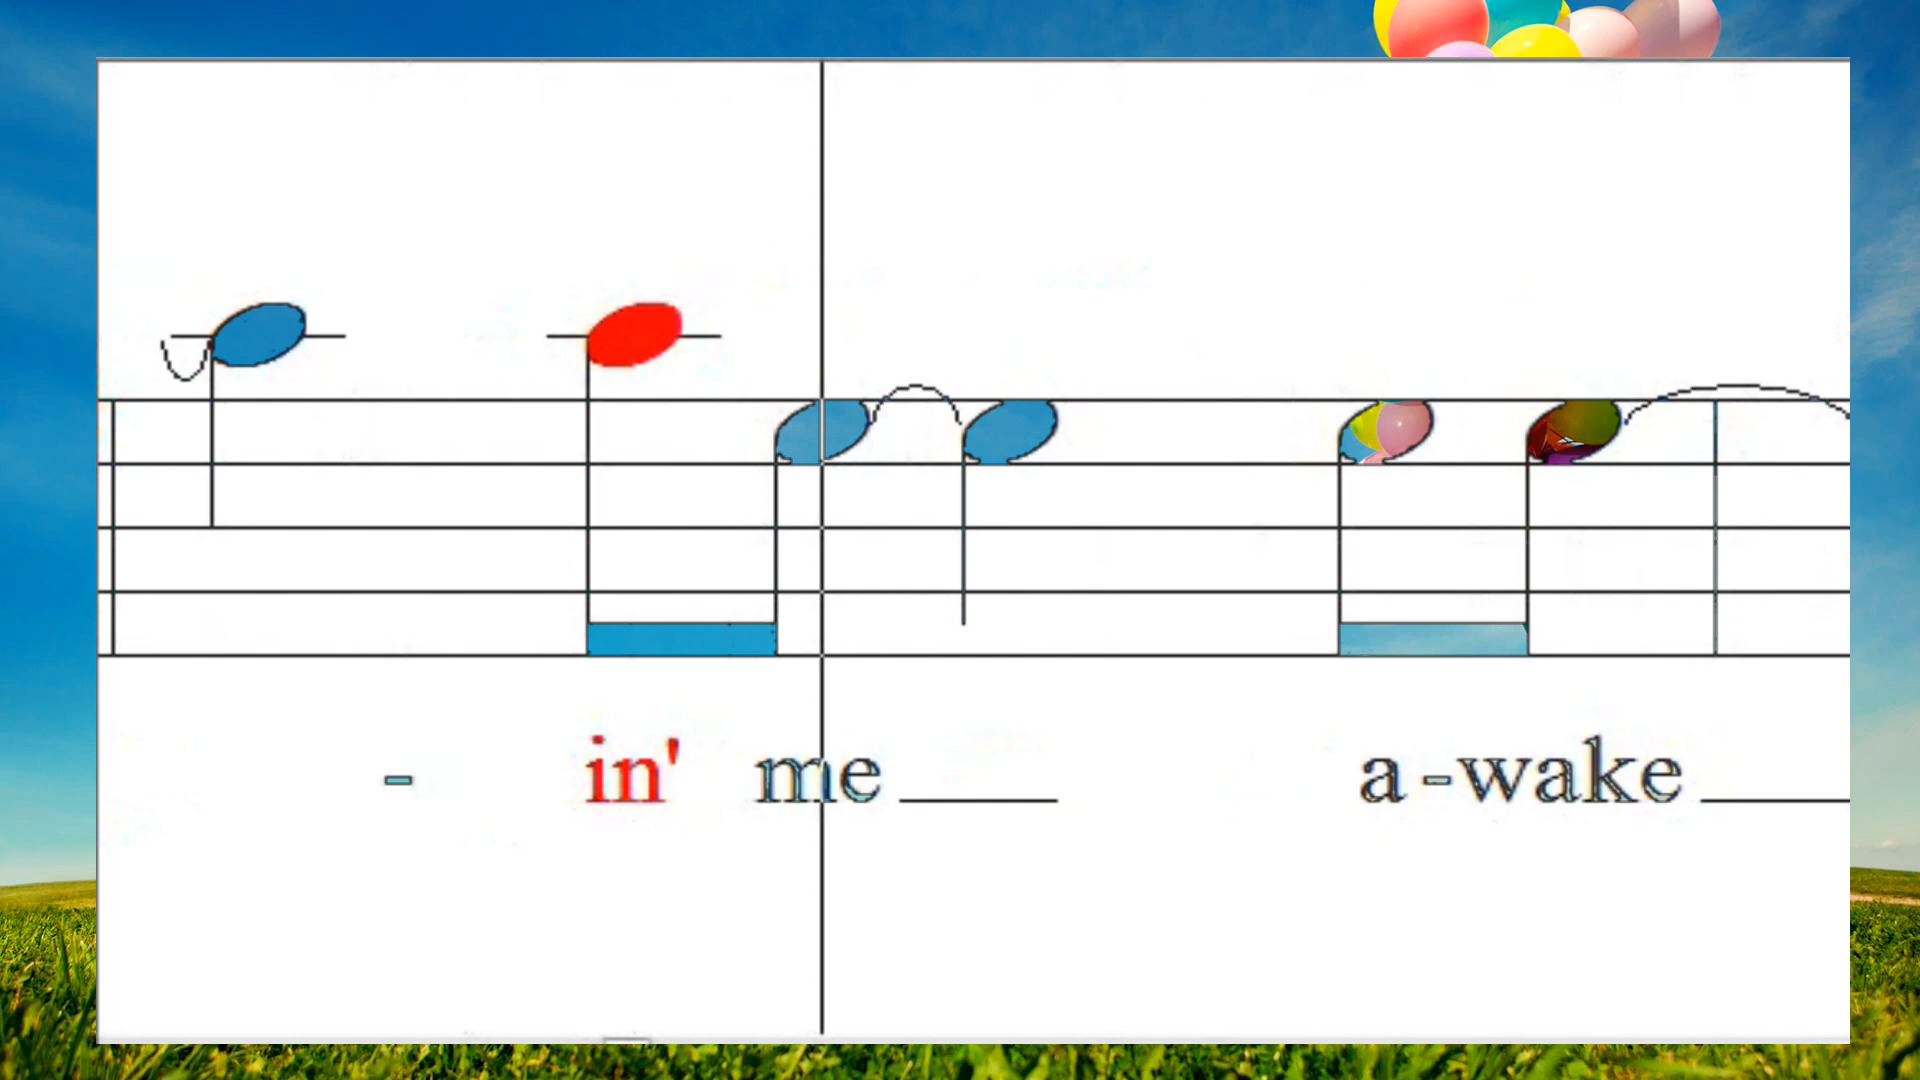 - in' me ___ a-wake ___